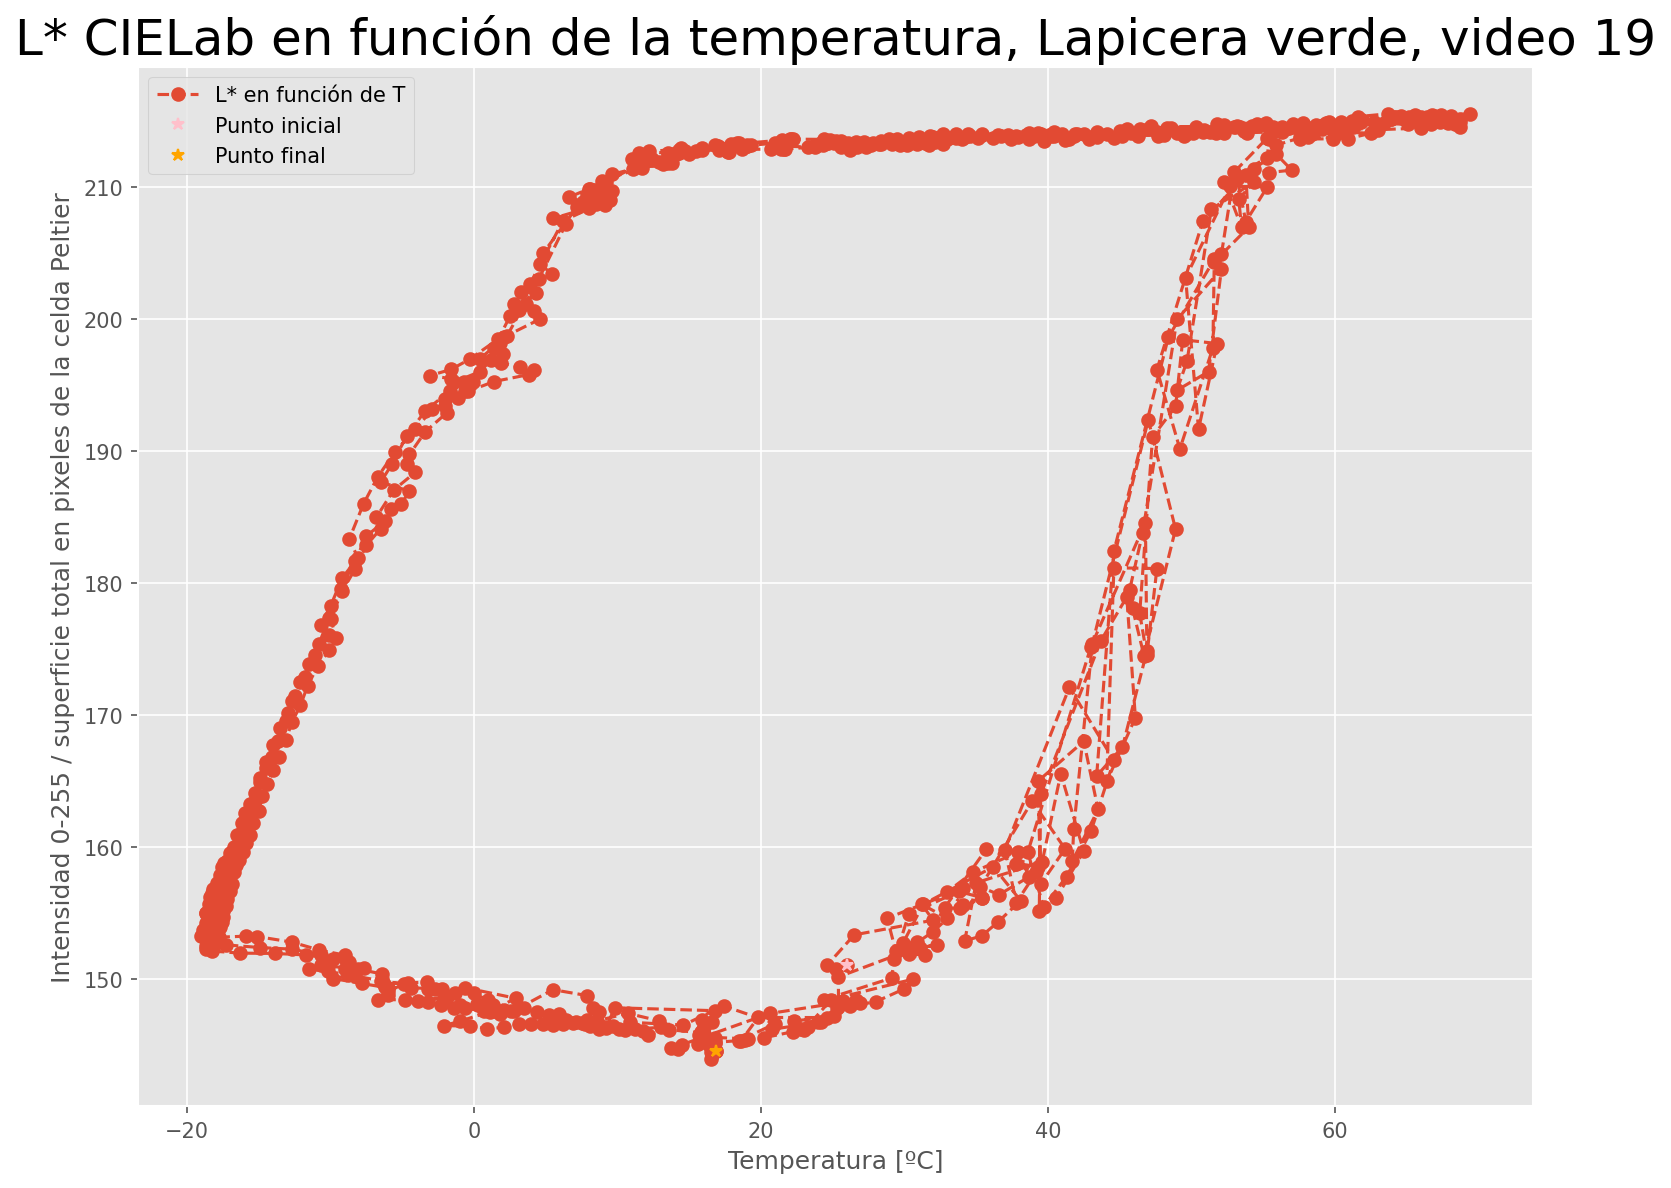 L* CIELab en función de la temperatura, Lapicera verde, video 19
L* en función de T
Punto inicial
Punto final
Intensidad 0-255 / superficie total en pixeles de la celda Peltier
210
200
190
180
170
160
150
−20
0
20
40
60
Temperatura [ºC]